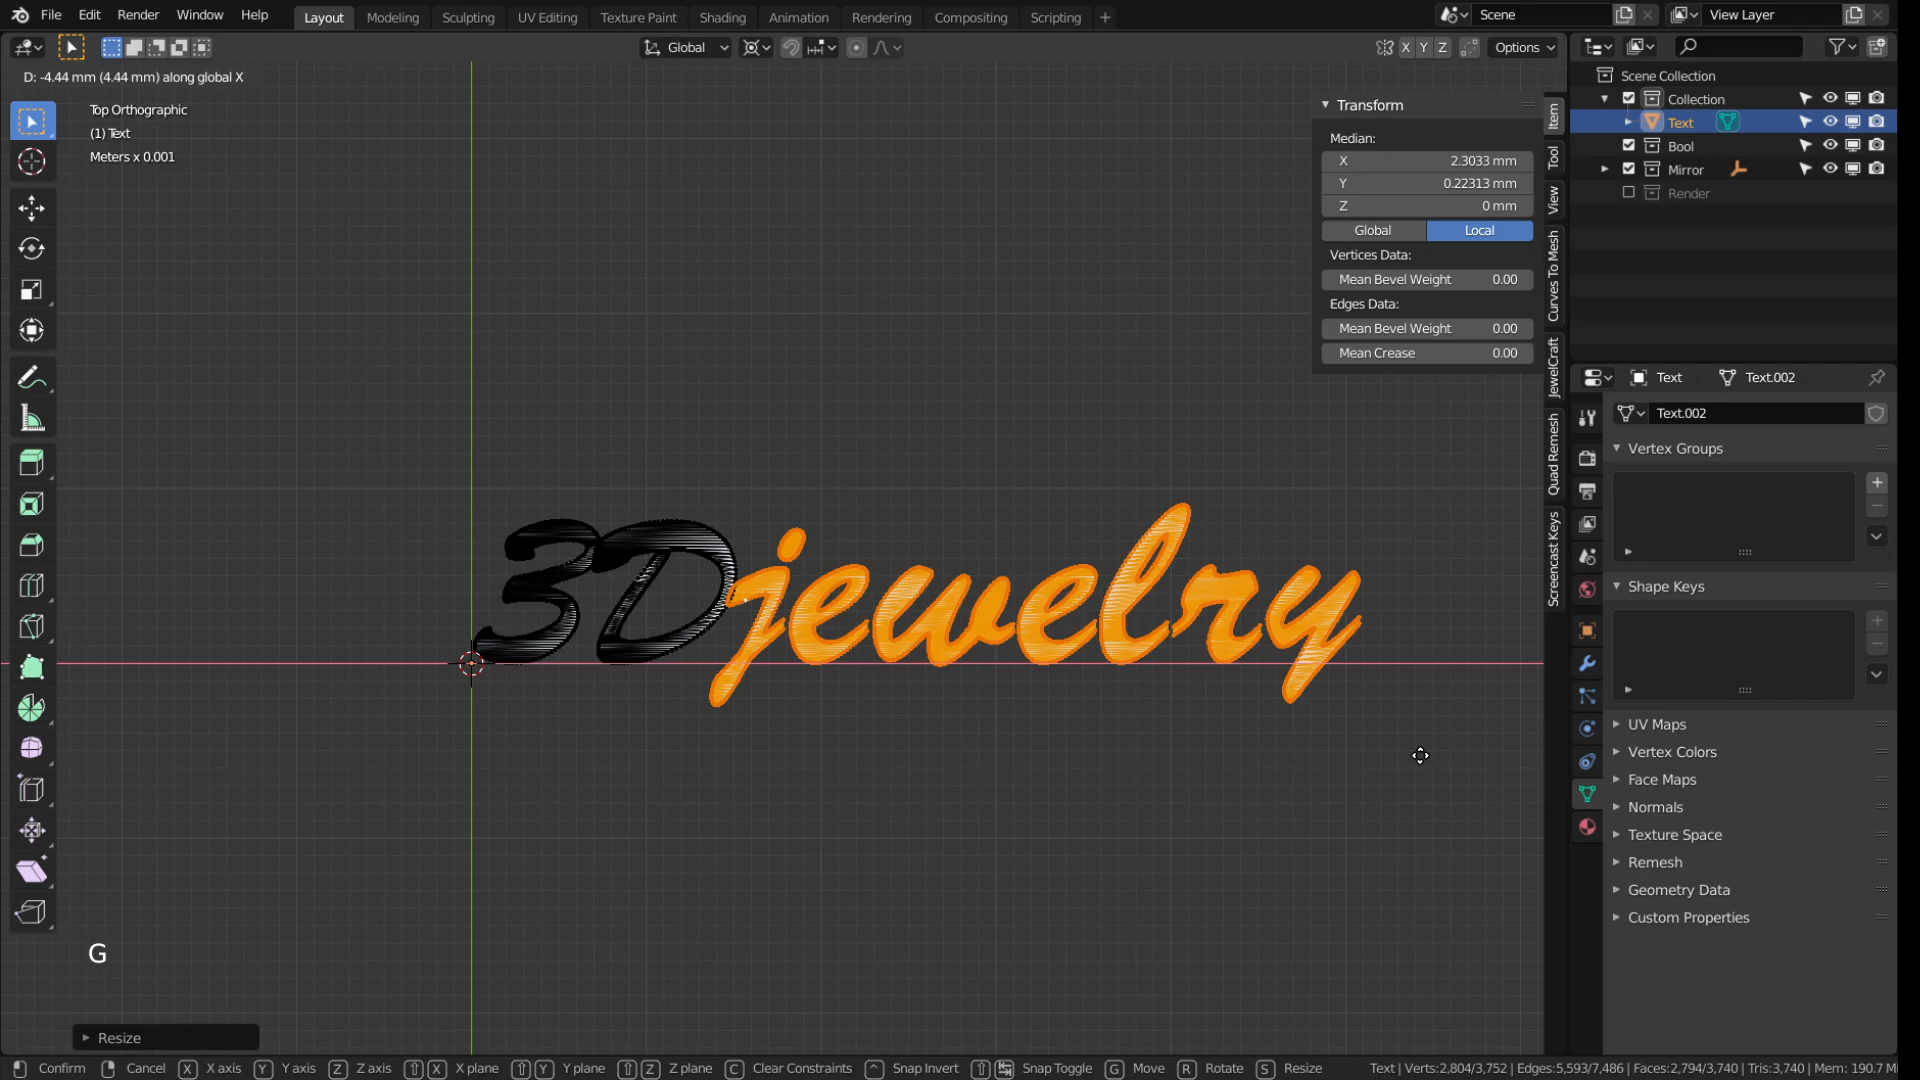 File Edit Render Window Help Layout Modeling Sculpting UV Editing Texture Paint Shading Animation Rendering Compositing Scripting + Scene View Layer
Global X Y Z Options
D: -4.44 mm (4.44 mm) along global X
Top Orthographic
(1) Text
Meters x 0.001
Transform
Median:
X 2.3033 mm
Y 0.22313 mm
Z 0 mm
Global Local
Vertices Data:
Mean Bevel Weight 0.00
Edges Data:
Mean Bevel Weight 0.00
Mean Crease 0.00
Item
Tool
View
Curves To Mesh
JewelCraft
Quad Remesh
Screencast Keys
Scene Collection
Collection
Text
Bool
Mirror
Render
Text Text.002
Text.002
Vertex Groups
Shape Keys
UV Maps
Vertex Colors
Face Maps
Normals
Texture Space
Remesh
Geometry Data
Custom Properties
3Djewelry
G
Resize
Confirm Cancel X X axis Y Y axis Z Z axis X X plane Y Y plane Z Z plane C Clear Constraints ^ Snap Invert Snap Toggle G Move R Rotate S Resize Text | Verts:2,804/3,752 | Edges:5,593/7,486 | Faces:2,794/3,740 | Tris:3,740 | Mem: 190.7 M